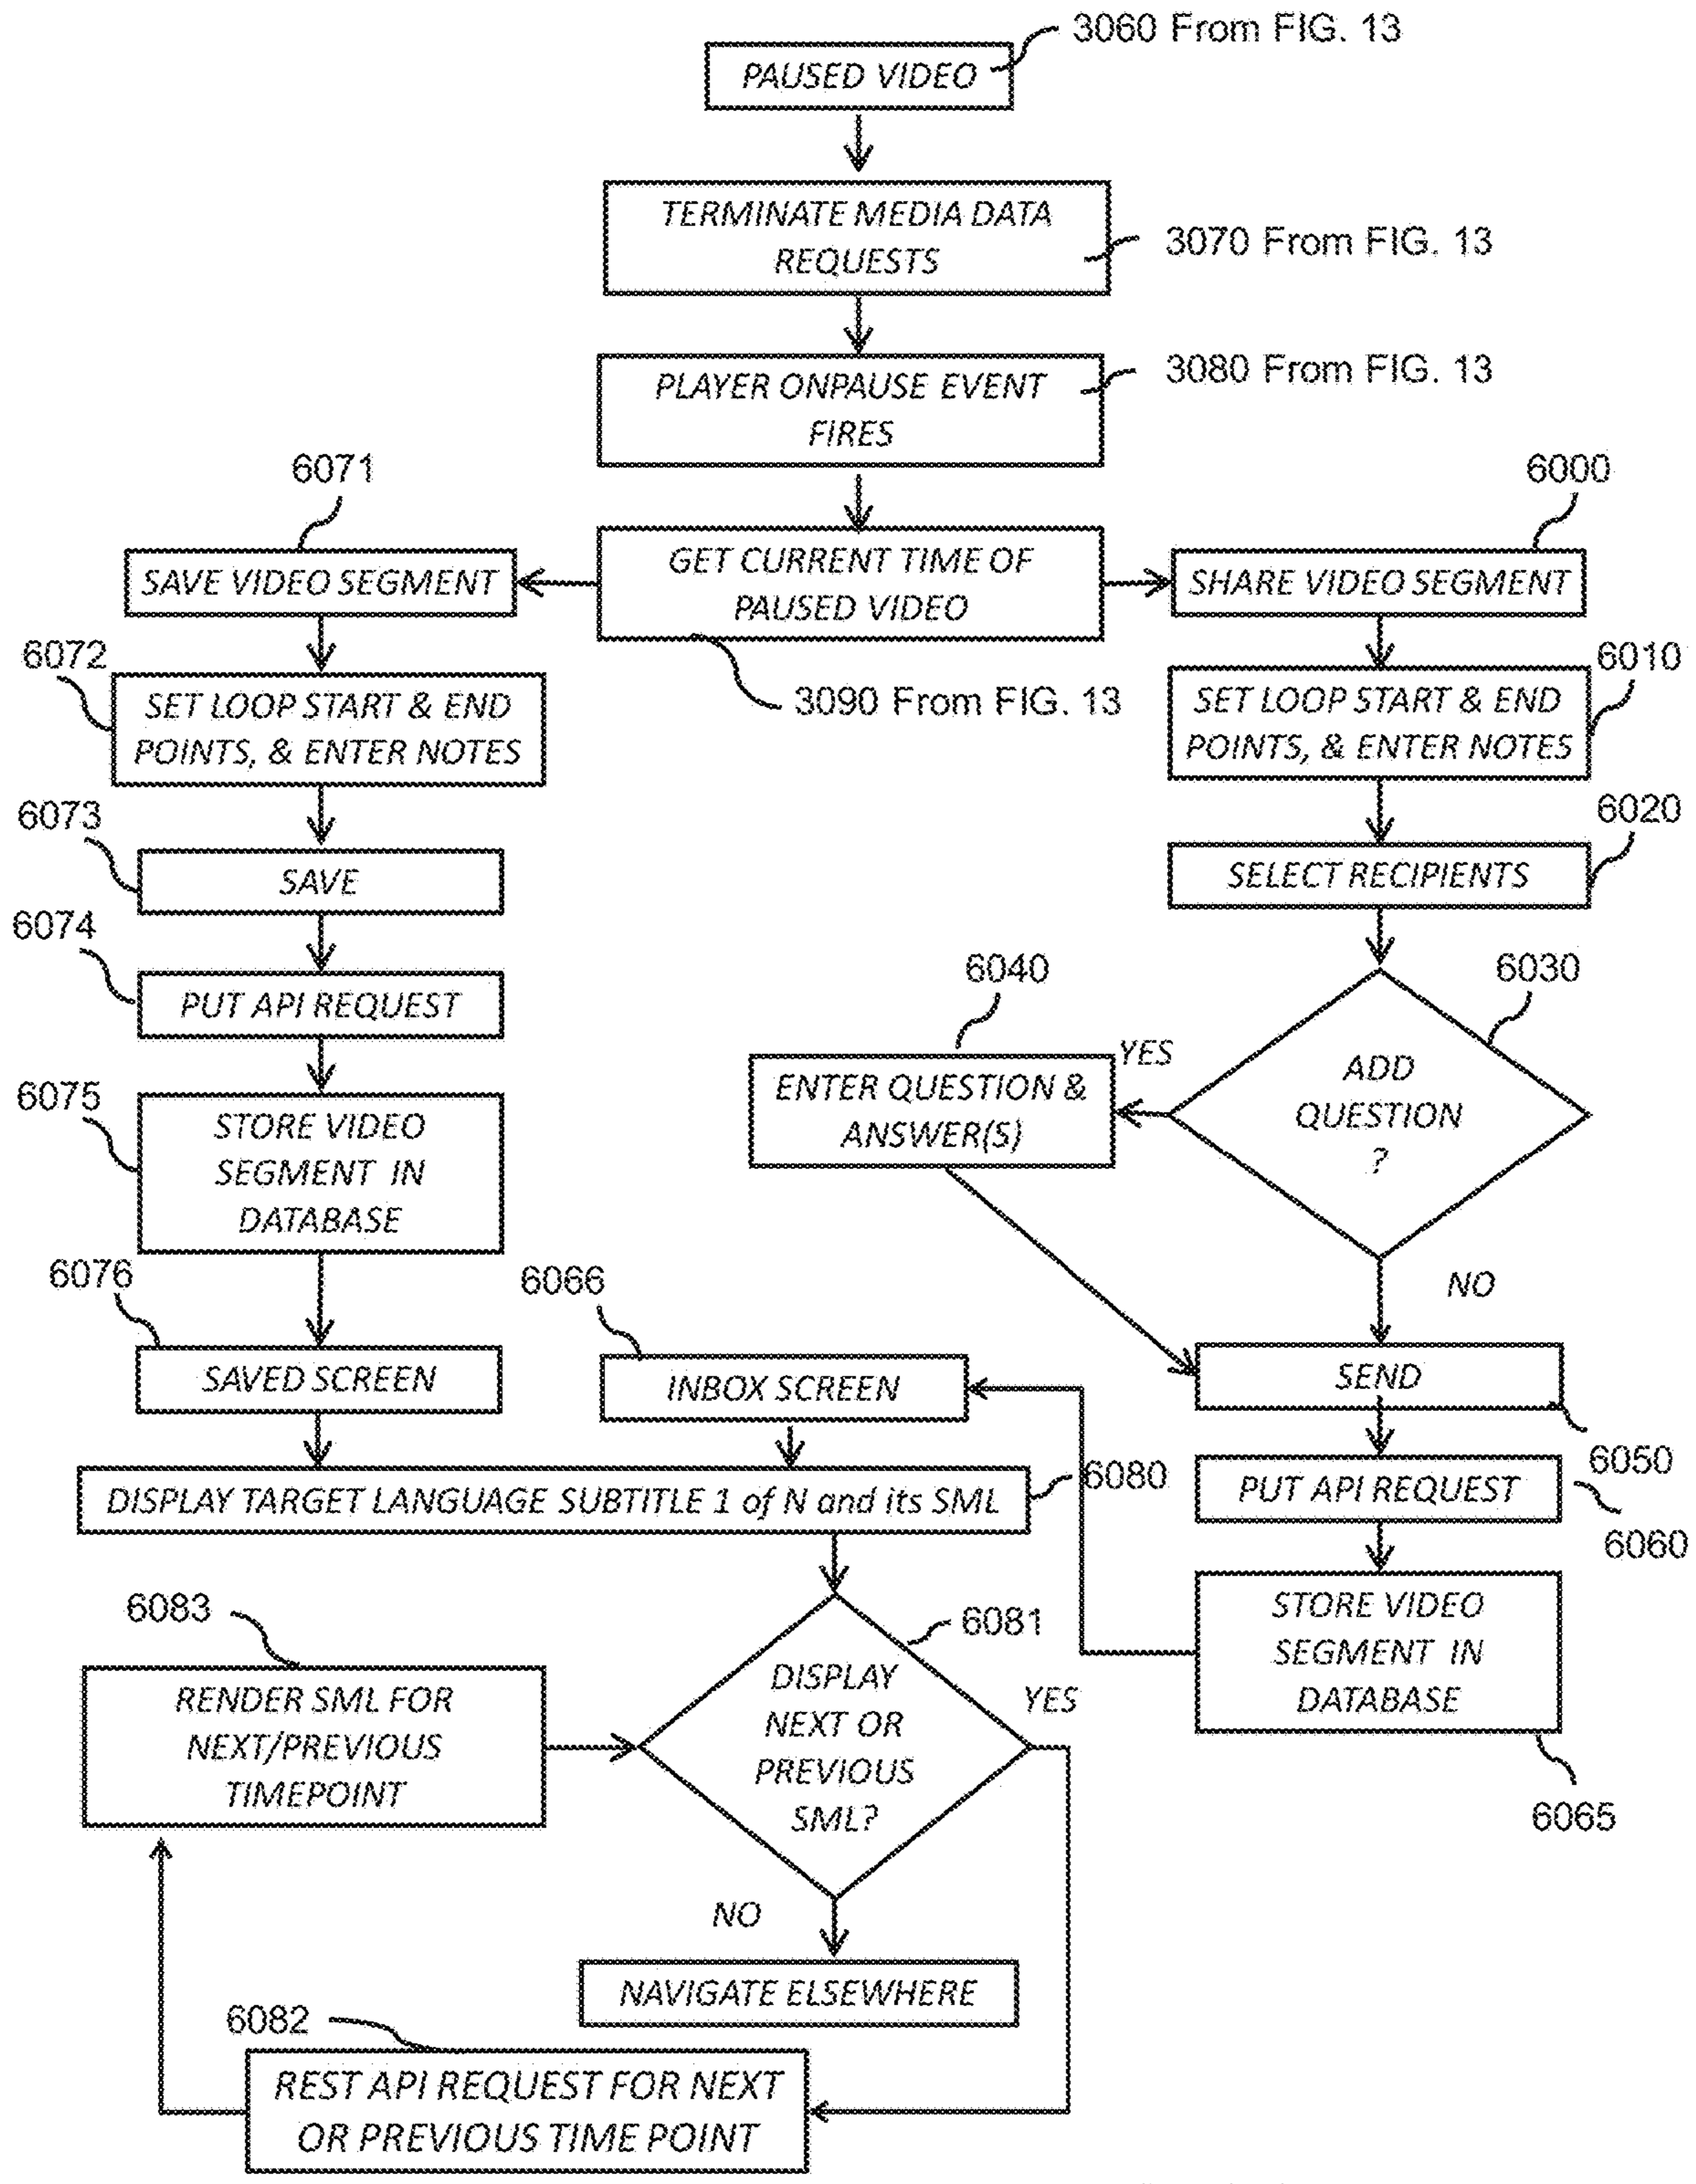 3060 From FIG. 13
PAUSED VIDEO
TERMINATE MEDIA DATA
REQUESTS
3070 From FIG. 13
PLAYER ONPAUSE EVENT
FIRES
3080 From FIG. 13
6071
6000
SAVE VIDEO SEGMENT
GET CURRENT TIME OF
PAUSED VIDEO
SHARE VIDEO SEGMENT
3090 From FIG. 13
6072
SET LOOP START & END
POINTS, & ENTER NOTES
6010
SET LOOP START & END
POINTS, & ENTER NOTES
6073
SAVE
6020
SELECT RECIPIENTS
6074
PUT API REQUEST
6040
6030
YES
ENTER QUESTION &
ANSWER(S)
ADD
QUESTION
?
6075
STORE VIDEO
SEGMENT IN
DATABASE
NO
6076
SAVED SCREEN
6066
INBOX SCREEN
SEND
6050
6080
DISPLAY TARGET LANGUAGE SUBTITLE 1 of N and its SML
PUT API REQUEST
6060
6083
RENDER SML FOR
NEXT/PREVIOUS
TIMEPOINT
6081
DISPLAY
NEXT OR
PREVIOUS
SML?
YES
STORE VIDEO
SEGMENT IN
DATABASE
6065
NO
NAVIGATE ELSEWHERE
6082
REST API REQUEST FOR NEXT
OR PREVIOUS TIME POINT